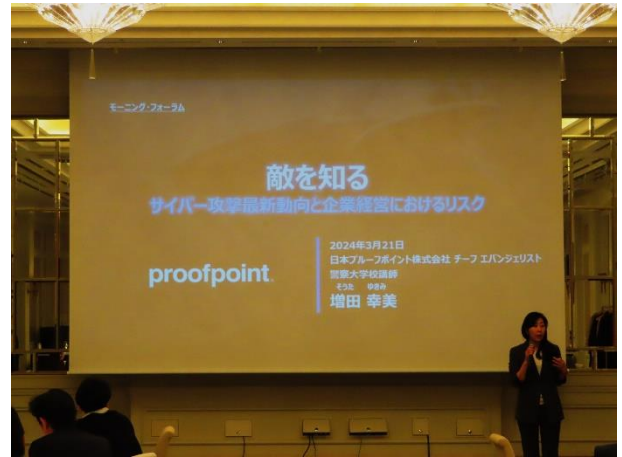 モーニング・フォーラム
敵を知る
サイバー攻撃最新動向と企業経営におけるリスク
proofpoint.
2024年3月21日
日本プルーフポイント株式会社 チーフ エバンジェリスト
警察大学校講師
そうた ゆきみ
増田 幸美